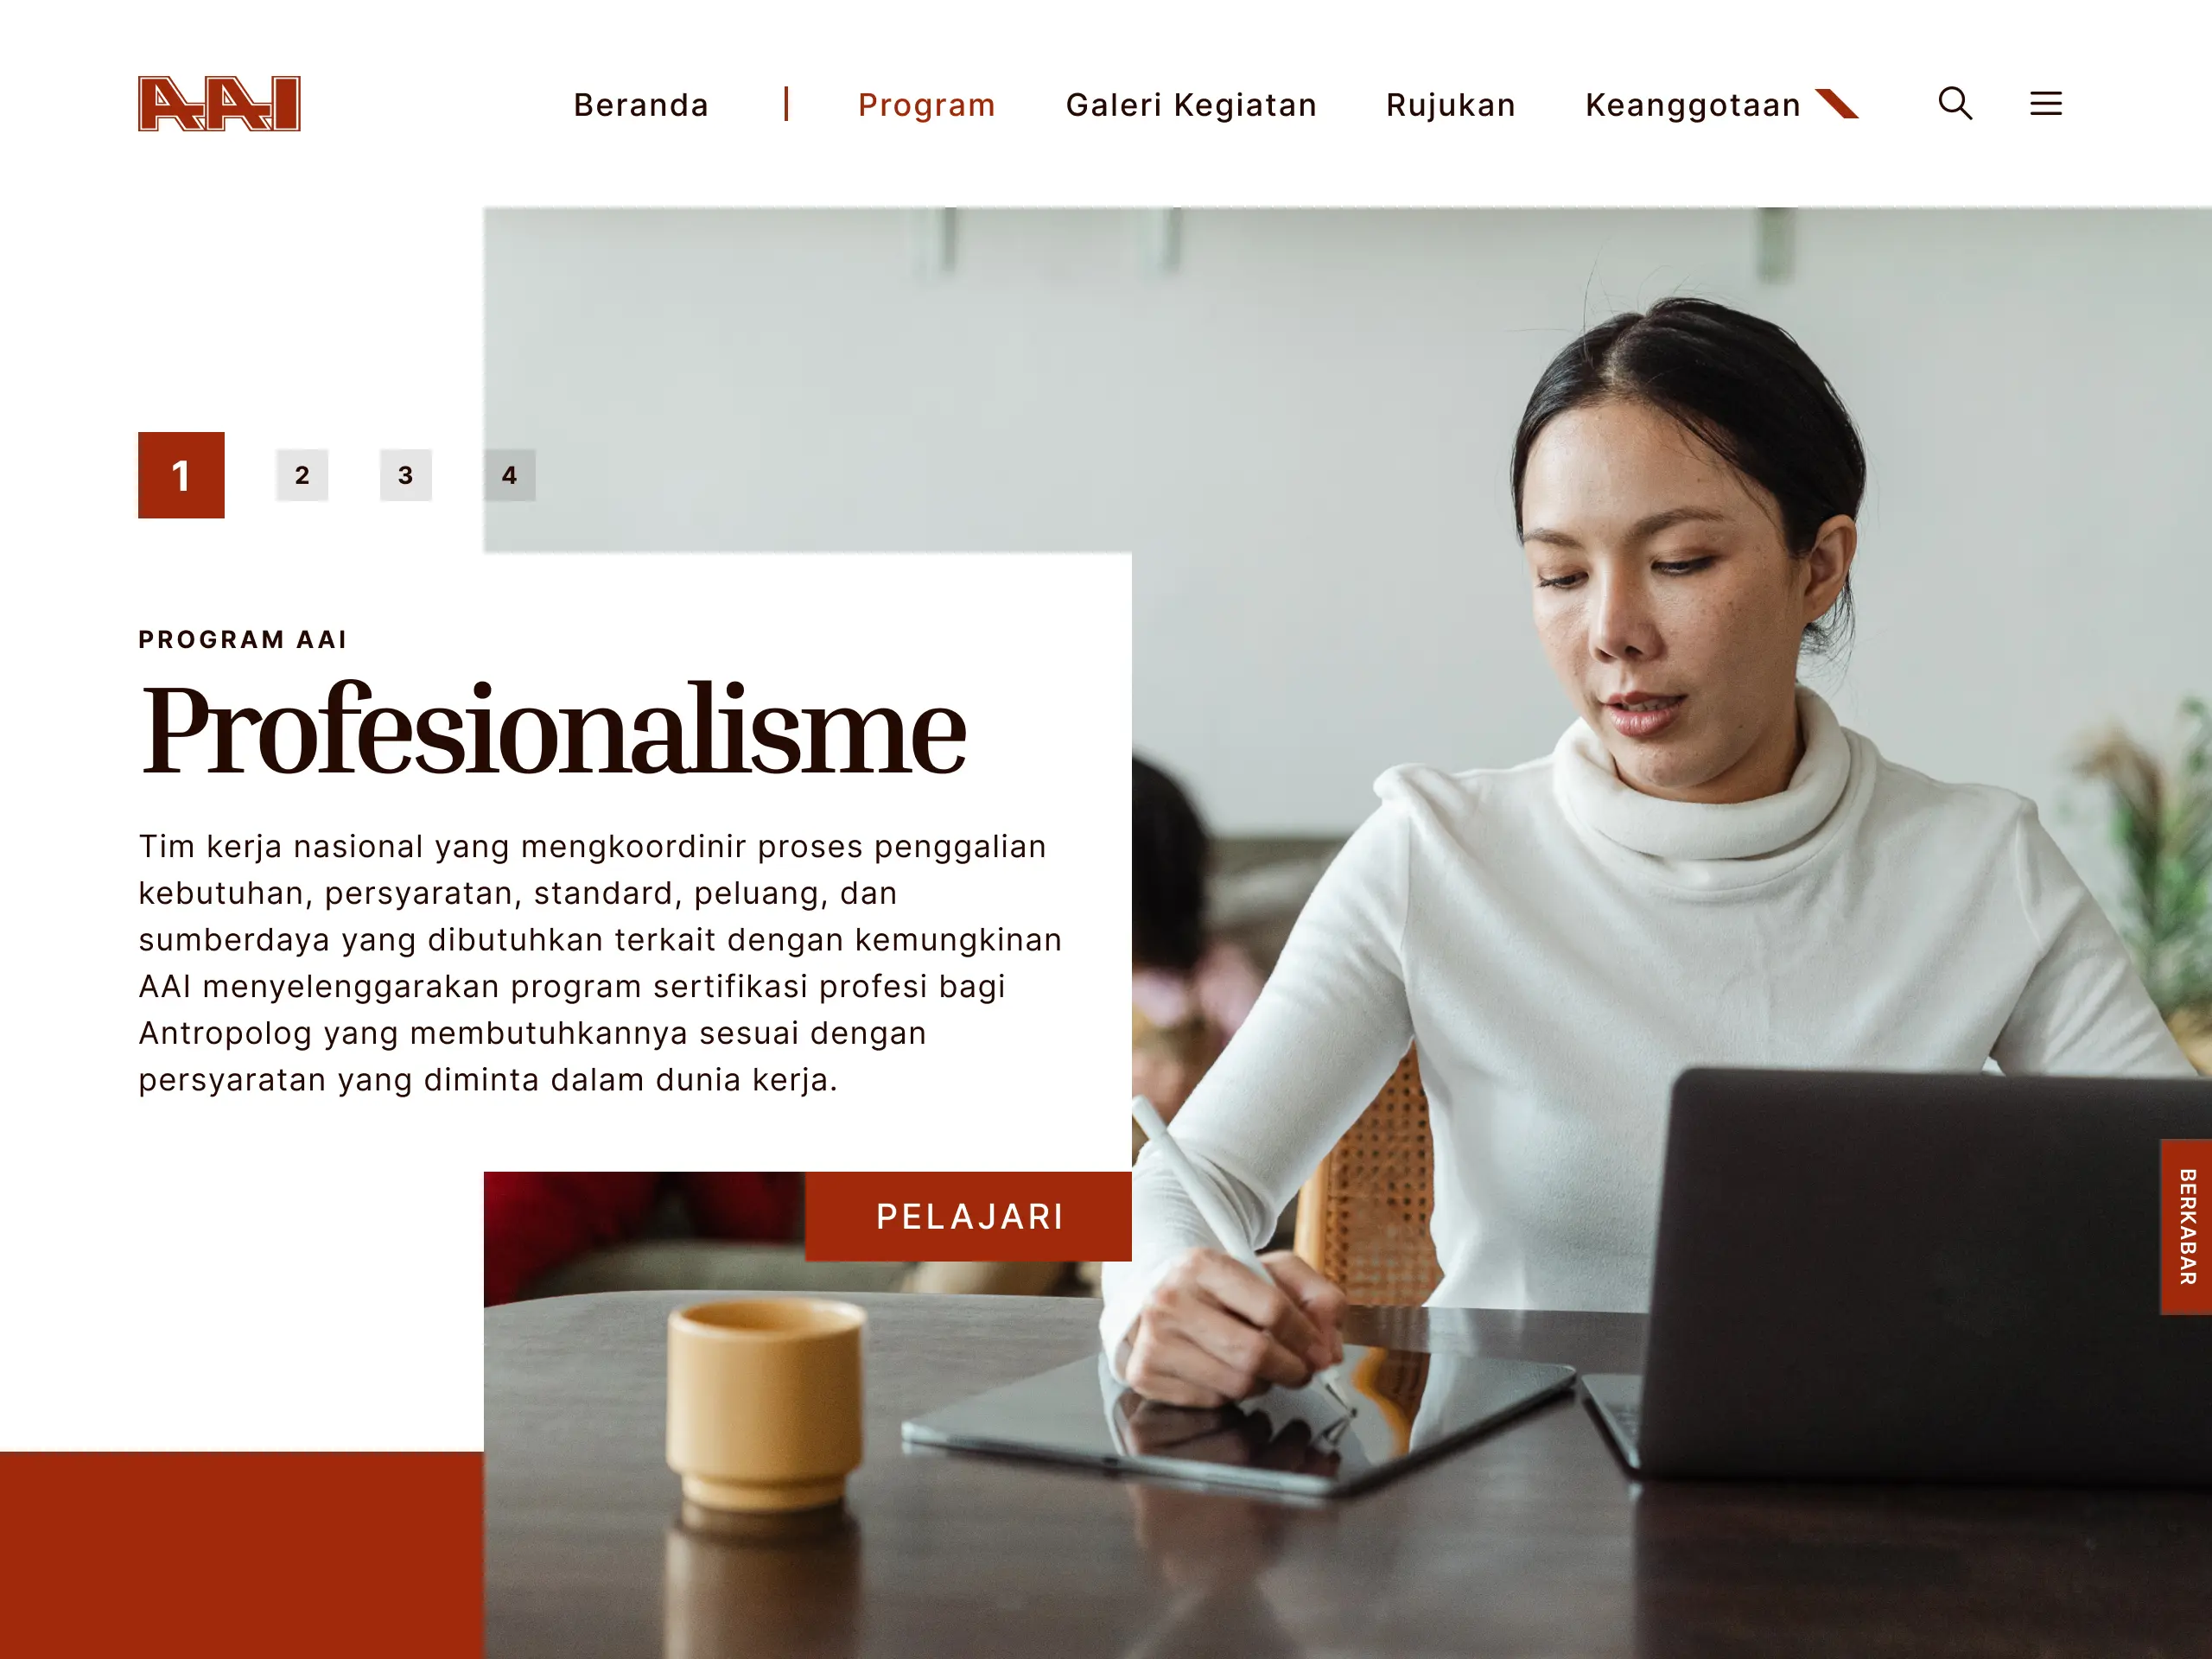 AAI
Beranda
Program
Galeri Kegiatan
Rujukan
Keanggotaan
1
2
3
4
PROGRAM AAI
Profesionalisme
Tim kerja nasional yang mengkoordinir proses penggalian
kebutuhan, persyaratan, standard, peluang, dan
sumberdaya yang dibutuhkan terkait dengan kemungkinan
AAI menyelenggarakan program sertifikasi profesi bagi
Antropolog yang membutuhkannya sesuai dengan
persyaratan yang diminta dalam dunia kerja.
PELAJARI
BERKABAR